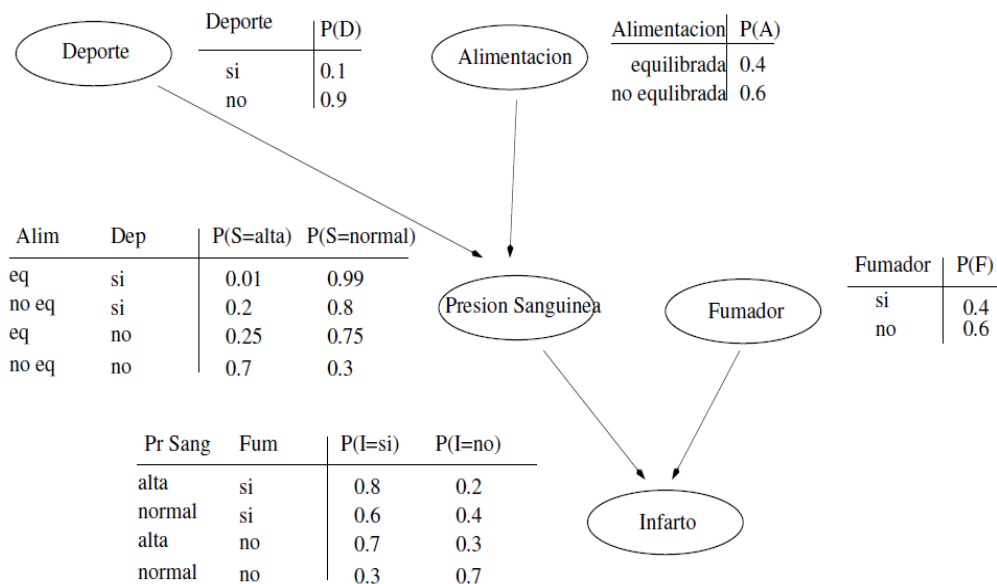 Deporte
Deporte P(D)
si 0.1
no 0.9
Alimentacion
Alimentacion P(A)
equilibrada 0.4
no equlibrada 0.6
Alim Dep P(S=alta) P(S=normal)
eq si 0.01 0.99
no eq si 0.2 0.8
eq no 0.25 0.75
no eq no 0.7 0.3
Presion Sanguinea
Fumador
Fumador P(F)
si 0.4
no 0.6
Pr Sang Fum P(I=si) P(I=no)
alta si 0.8 0.2
normal si 0.6 0.4
alta no 0.7 0.3
normal no 0.3 0.7
Infarto